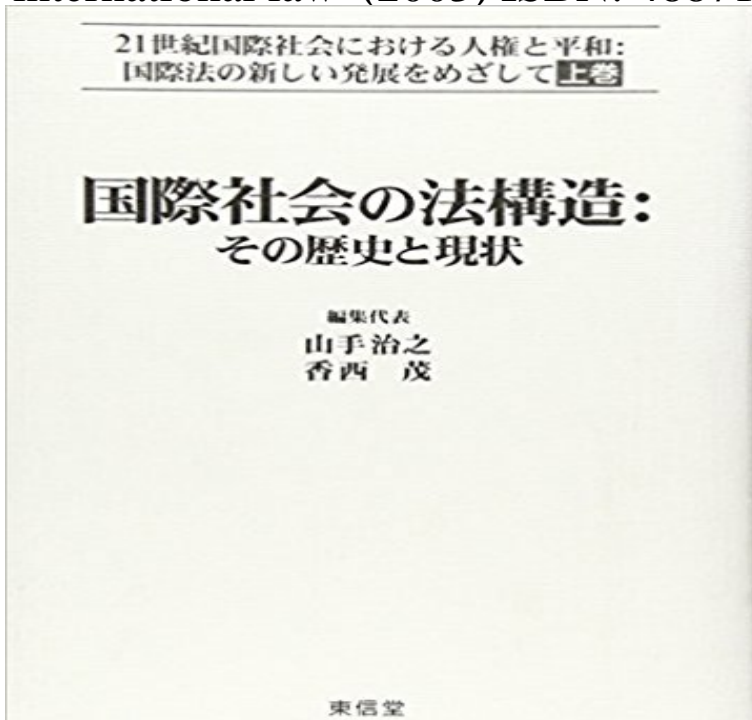 21世紀国際社会における人権と平和:
国際法の新しい発展をめざして上巻
国際社会の法構造:
その歴史と現状
編集代表
山手治之
香西 茂
東信堂